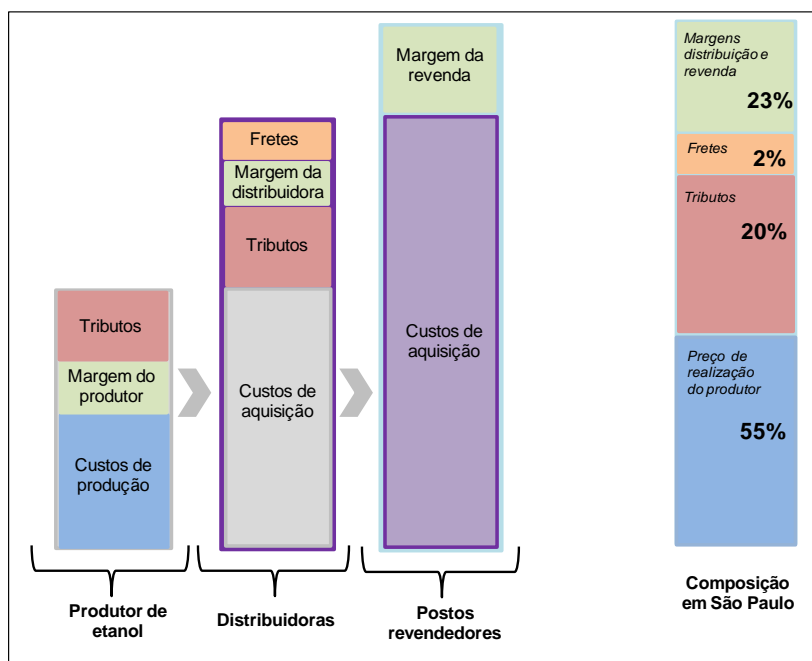 Tributos
Margem do
produtor
Custos de
produção
Produtor de
etanol
Fretes
Margem da
distribuidora
Tributos
Custos de
aquisição
Distribuidoras
Margem da
revenda
Custos de
aquisição
Postos
revendedores
Margens
distribuição e
revenda
23%
Fretes
2%
Tributos
20%
Preço de
realização
do produtor
55%
Composição
em São Paulo